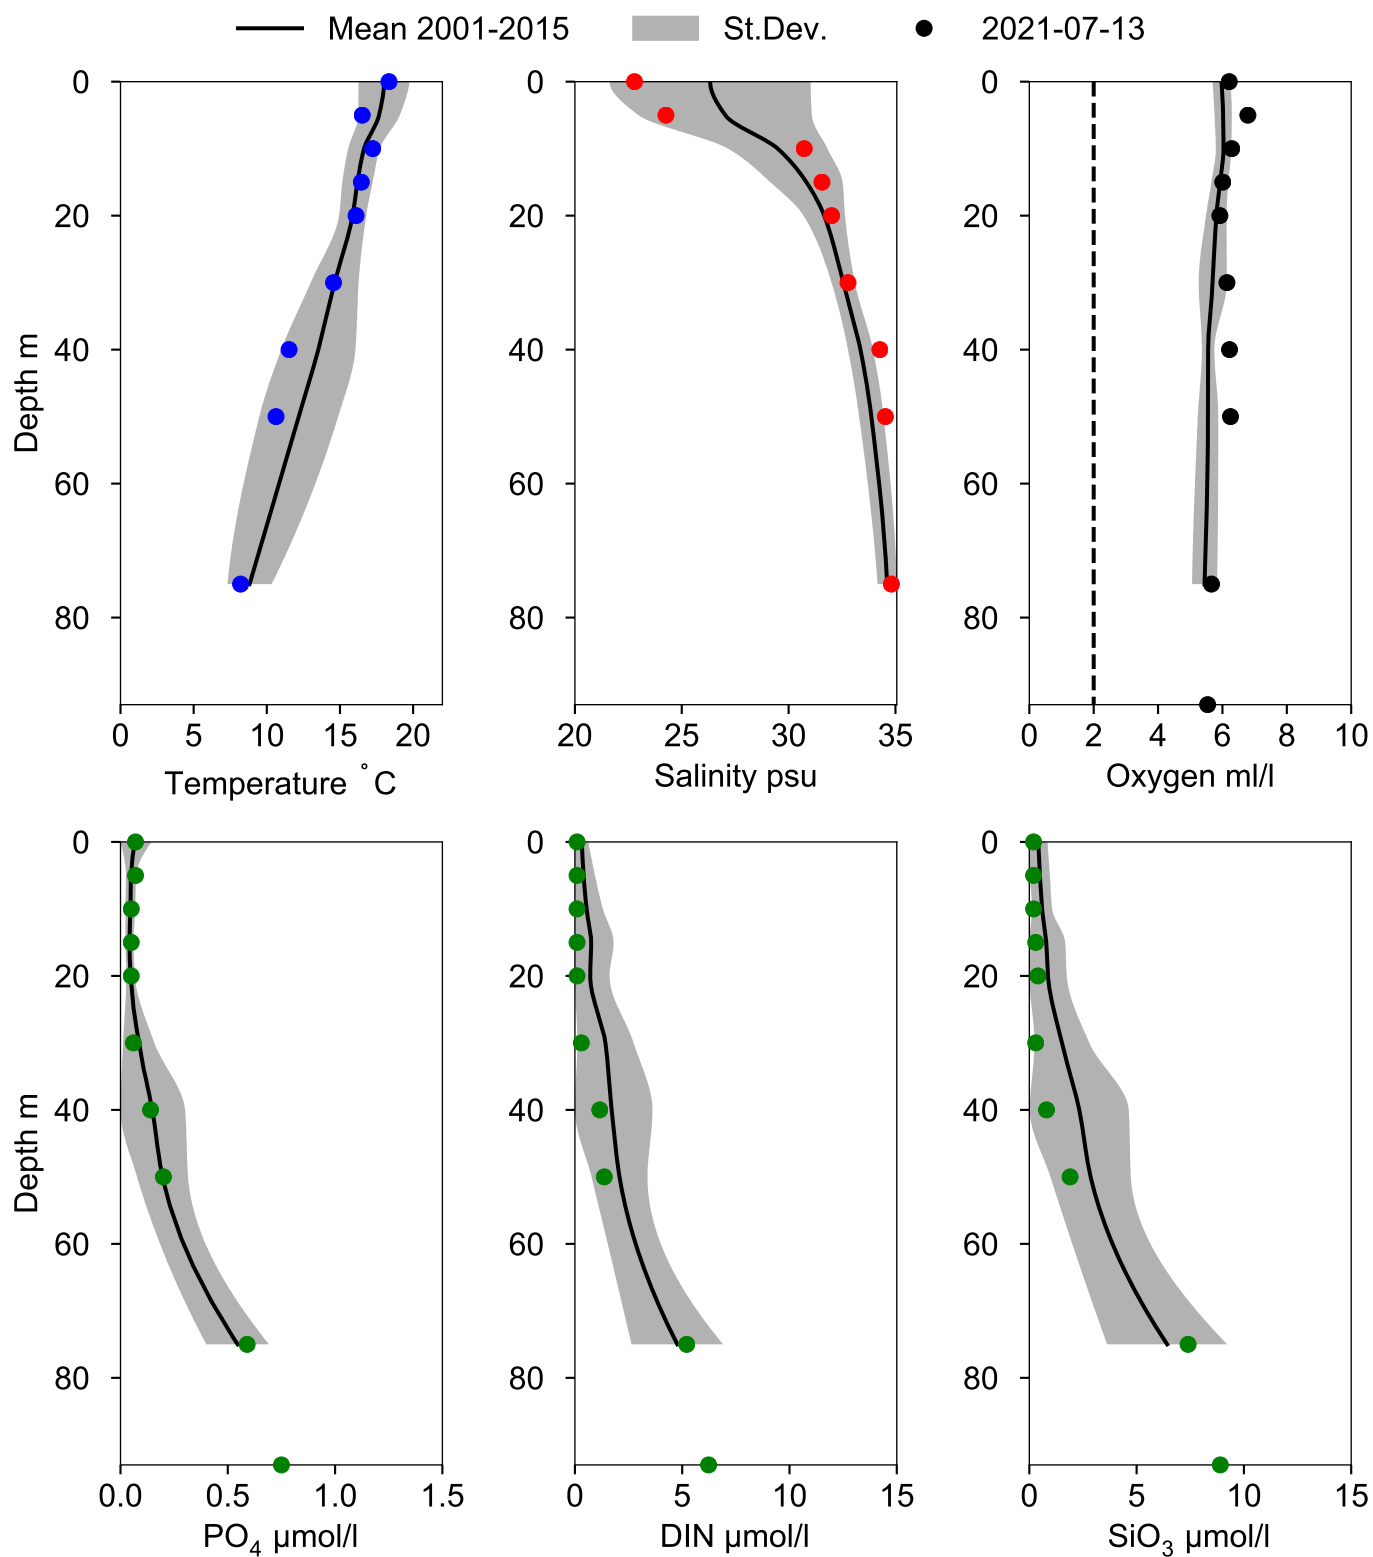 Mean 2001-2015 St.Dev. 2021-07-13
0 0 0
20 20 20
40 40 40
60 60 60
80 80 80
Depth m
0 5 10 15 20 20 25 30 35 0 2 4 6 8 10
Temperature ˚C Salinity psu Oxygen ml/l
0 0 0
20 20 20
40 40 40
60 60 60
80 80 80
Depth m
0.0 0.5 1.0 1.5 0 5 10 15 0 5 10 15
PO₄ µmol/l DIN µmol/l SiO₃ µmol/l